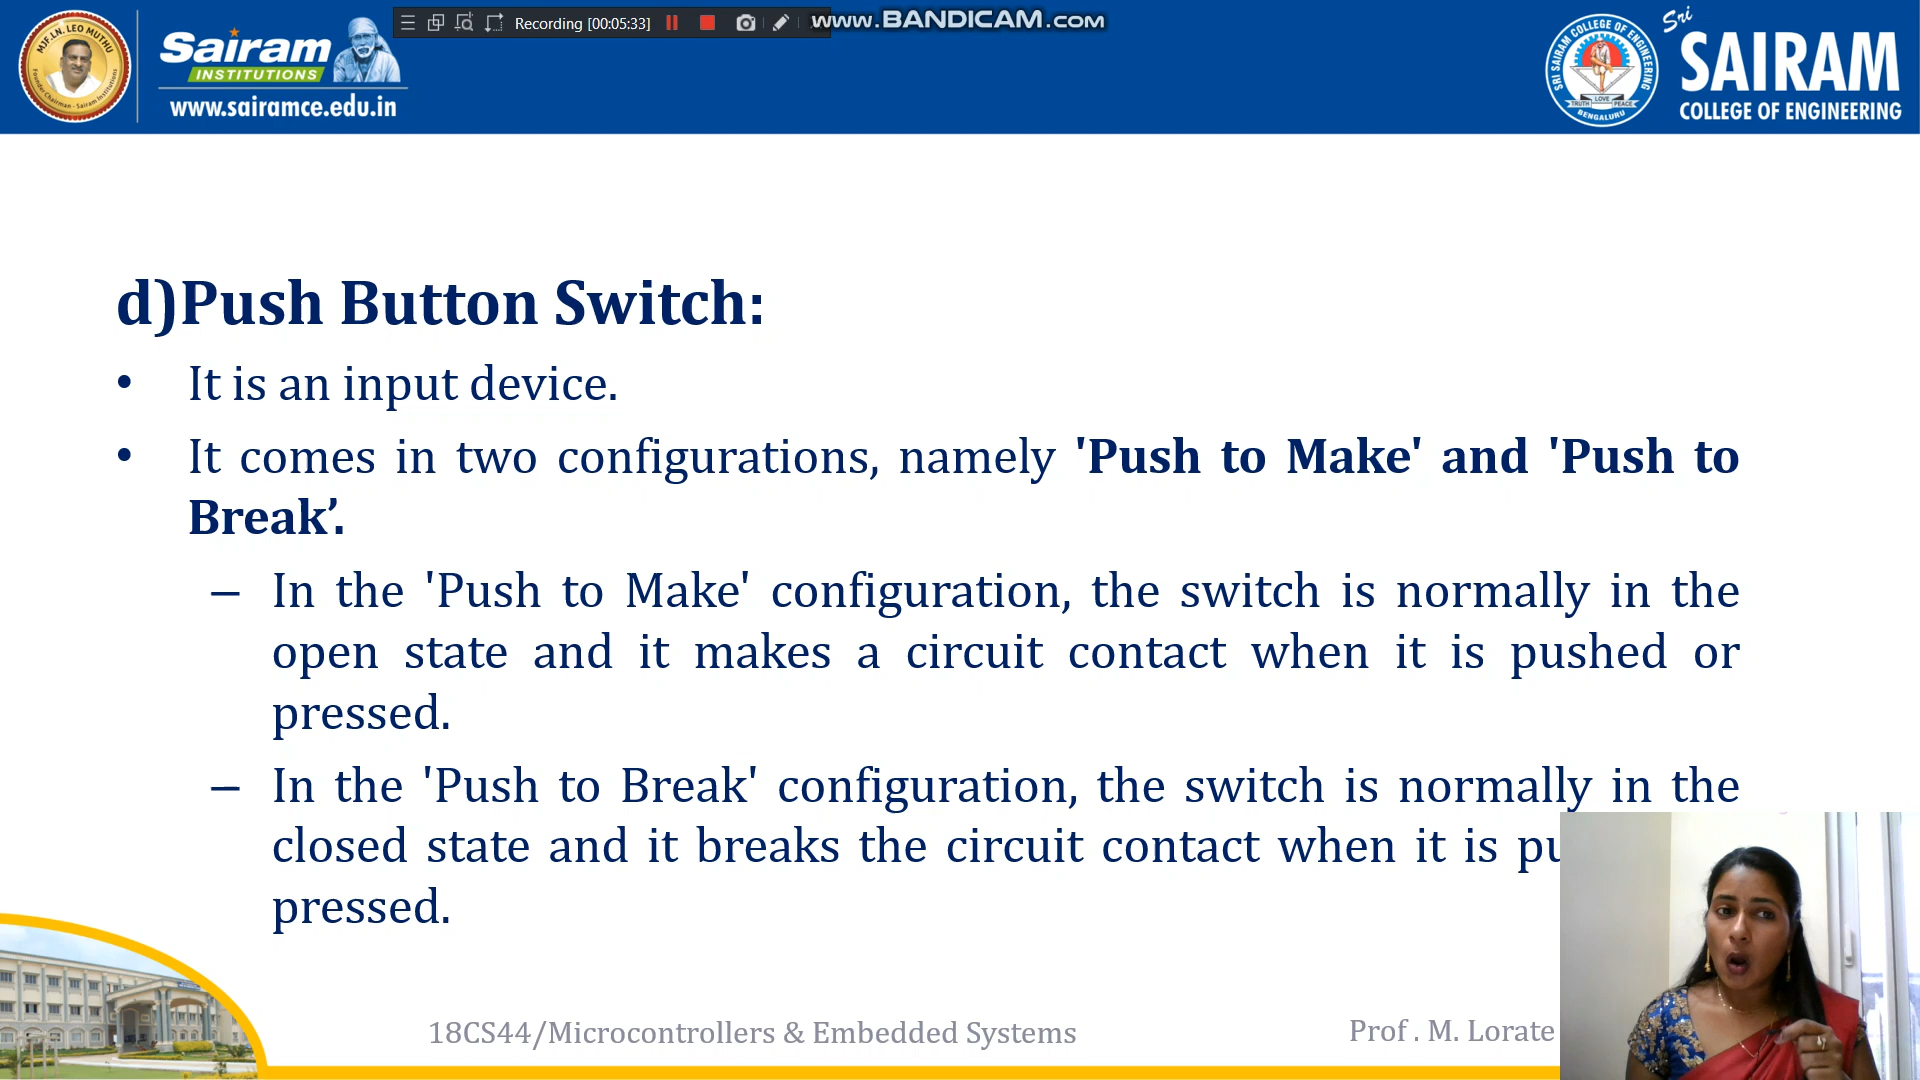 Recording [00:05:33]
www.BANDICAM.com
MJF.LN. LEO MUTHU
Founder Chairman - Sairam Institutions
Sairam
INSTITUTIONS
www.sairamce.edu.in
SRI SAIRAM COLLEGE OF ENGINEERING
TRUTH LOVE PEACE
BENGALURU
Sri
SAIRAM
COLLEGE OF ENGINEERING
d)Push Button Switch:
• It is an input device.
• It comes in two configurations, namely 'Push to Make' and 'Push to
Break’.
– In the 'Push to Make' configuration, the switch is normally in the
open state and it makes a circuit contact when it is pushed or
pressed.
– In the 'Push to Break' configuration, the switch is normally in the
closed state and it breaks the circuit contact when it is pu
pressed.
18CS44/Microcontrollers & Embedded Systems
Prof . M. Lorate